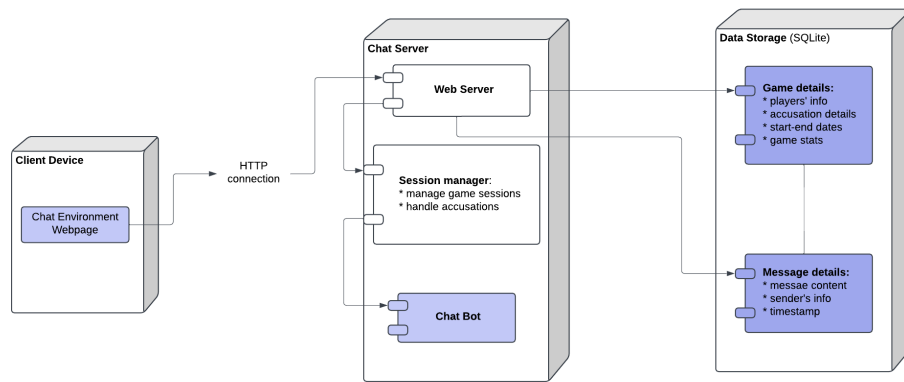 Client Device
Chat Environment
Webpage
HTTP
connection
Chat Server
Web Server
Session manager:
* manage game sessions
* handle accusations
Chat Bot
Data Storage (SQLite)
Game details:
* players' info
* accusation details
* start-end dates
* game stats
Message details:
* messae content
* sender's info
* timestamp